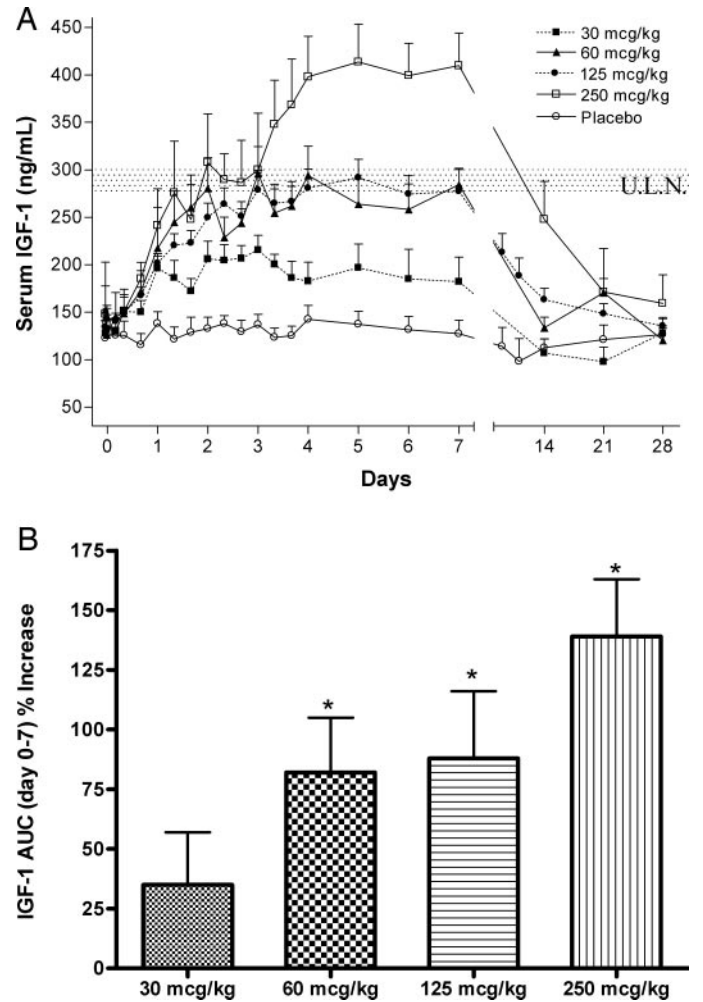 A
30 mcg/kg
60 mcg/kg
125 mcg/kg
250 mcg/kg
Placebo
Serum IGF-1 (ng/mL)
400
350
300
250
200
150
100
50
U.L.N.
0 1 2 3 4 5 6 7 14 21 28
Days
B
IGF-1 AUC (day 0-7) % Increase
175
150
125
100
75
50
25
0
* * *
30 mcg/kg 60 mcg/kg 125 mcg/kg 250 mcg/kg